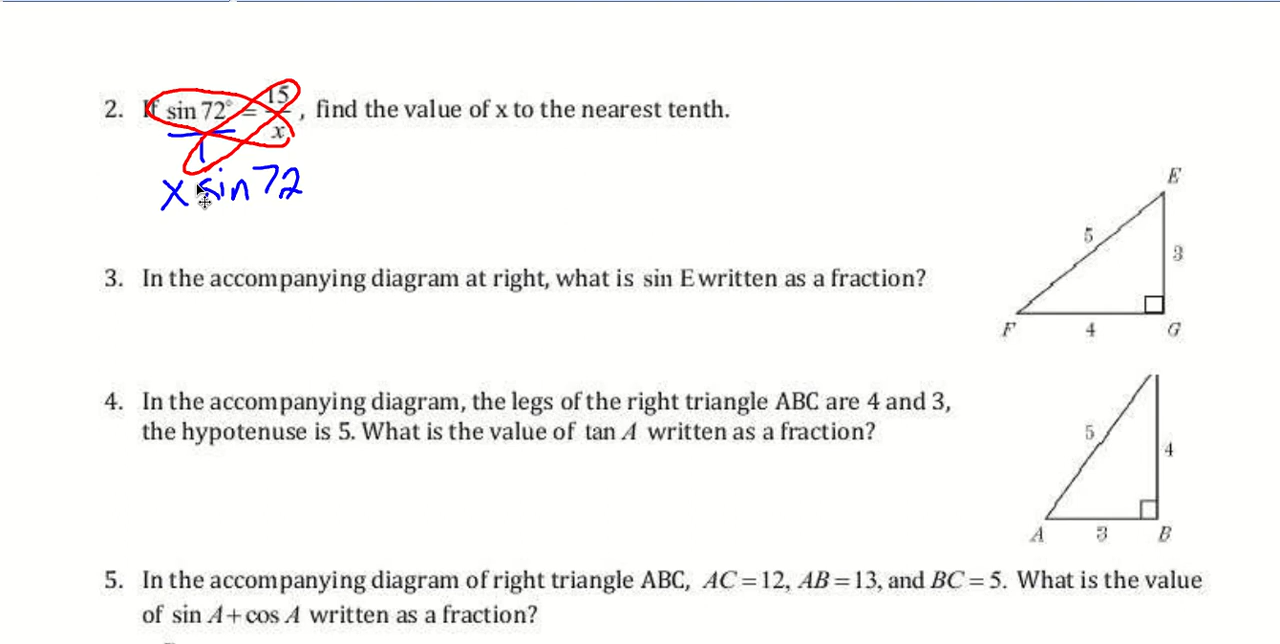 2. If sin 72° = 15/x, find the value of x to the nearest tenth.
1
x sin 72
E
5
3
3. In the accompanying diagram at right, what is sin E written as a fraction?
F
4
G
4. In the accompanying diagram, the legs of the right triangle ABC are 4 and 3,
the hypotenuse is 5. What is the value of tan A written as a fraction?
5
4
A
3
B
5. In the accompanying diagram of right triangle ABC, AC = 12, AB = 13, and BC = 5. What is the value
of sin A + cos A written as a fraction?